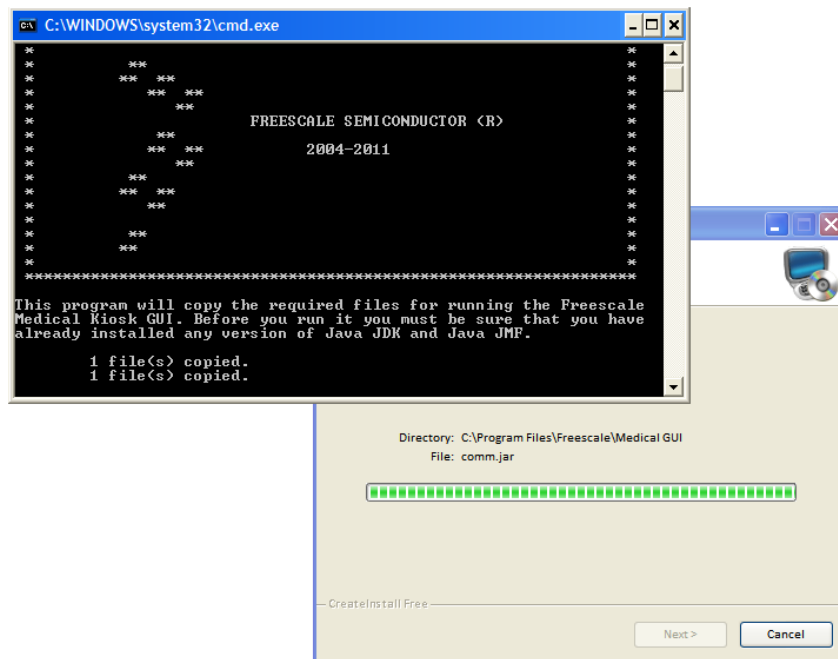 C:\WINDOWS\system32\cmd.exe
FREESCALE SEMICONDUCTOR (R)
2004-2011
This program will copy the required files for running the Freescale
Medical Kiosk GUI. Before you run it you must be sure that you have
already installed any version of Java JDK and Java JMF.
1 file(s) copied.
1 file(s) copied.
Directory: C:\Program Files\Freescale\Medical GUI
File: comm.jar
CreateInstall Free
Next >
Cancel